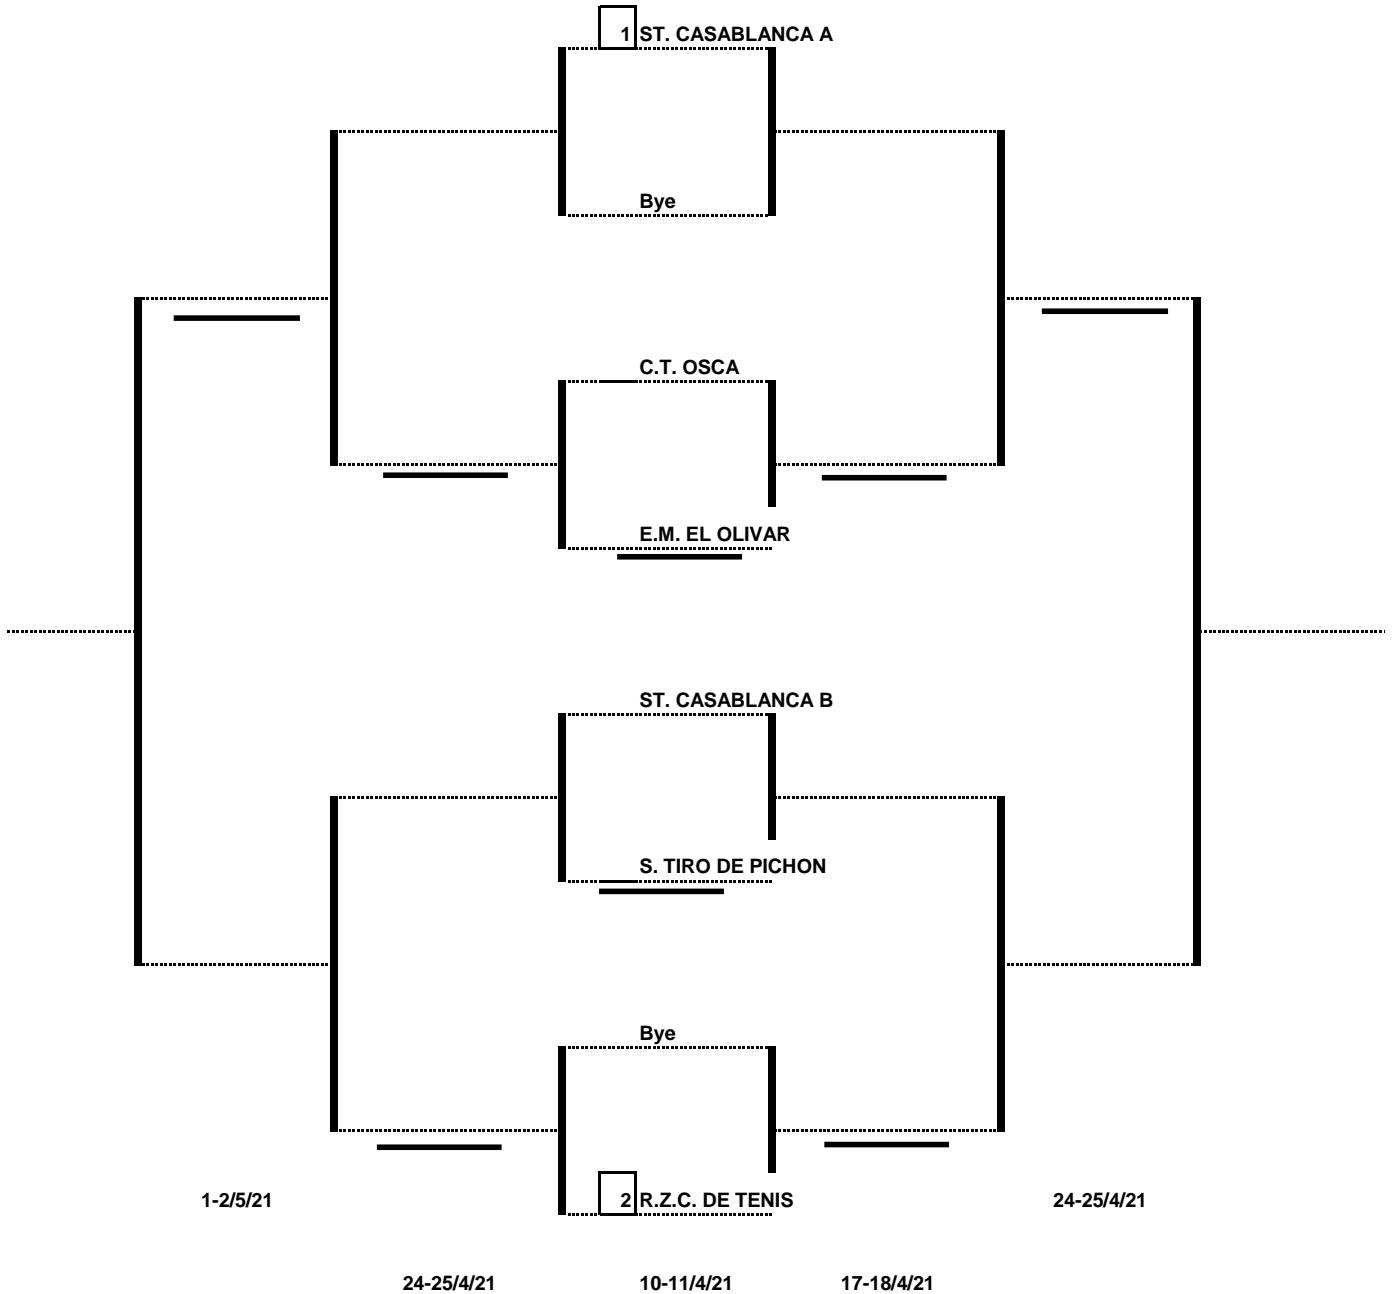 1 ST. CASABLANCA A
Bye
C.T. OSCA
E.M. EL OLIVAR
ST. CASABLANCA B
S. TIRO DE PICHON
Bye
1-2/5/21 2 R.Z.C. DE TENIS 24-25/4/21
24-25/4/21 10-11/4/21 17-18/4/21